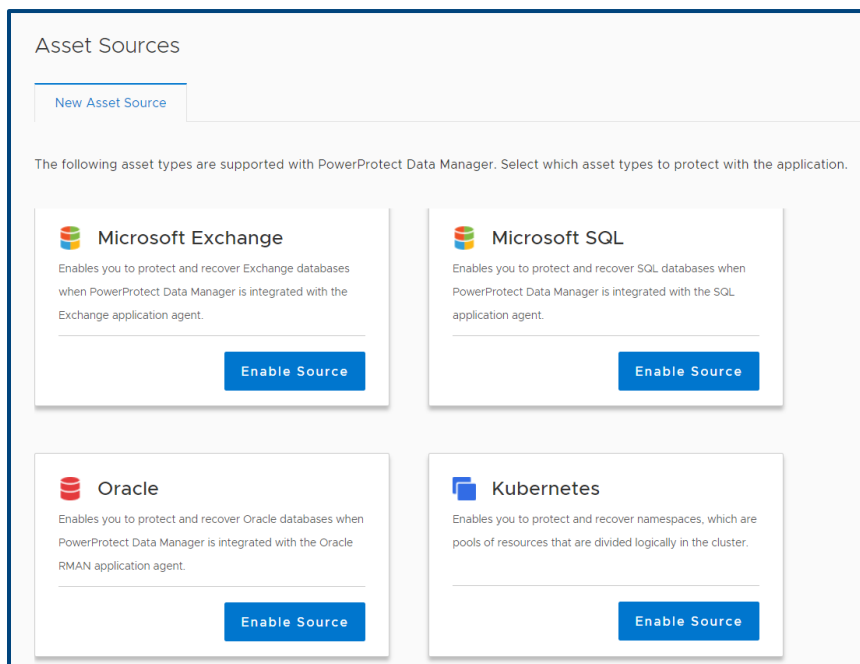 Asset Sources
New Asset Source
The following asset types are supported with PowerProtect Data Manager. Select which asset types to protect with the application.
Microsoft Exchange
Enables you to protect and recover Exchange databases
when PowerProtect Data Manager is integrated with the
Exchange application agent.
Enable Source
Microsoft SQL
Enables you to protect and recover SQL databases when
PowerProtect Data Manager is integrated with the SQL
application agent.
Enable Source
Oracle
Enables you to protect and recover Oracle databases when
PowerProtect Data Manager is integrated with the Oracle
RMAN application agent.
Enable Source
Kubernetes
Enables you to protect and recover namespaces, which are
pools of resources that are divided logically in the cluster.
Enable Source